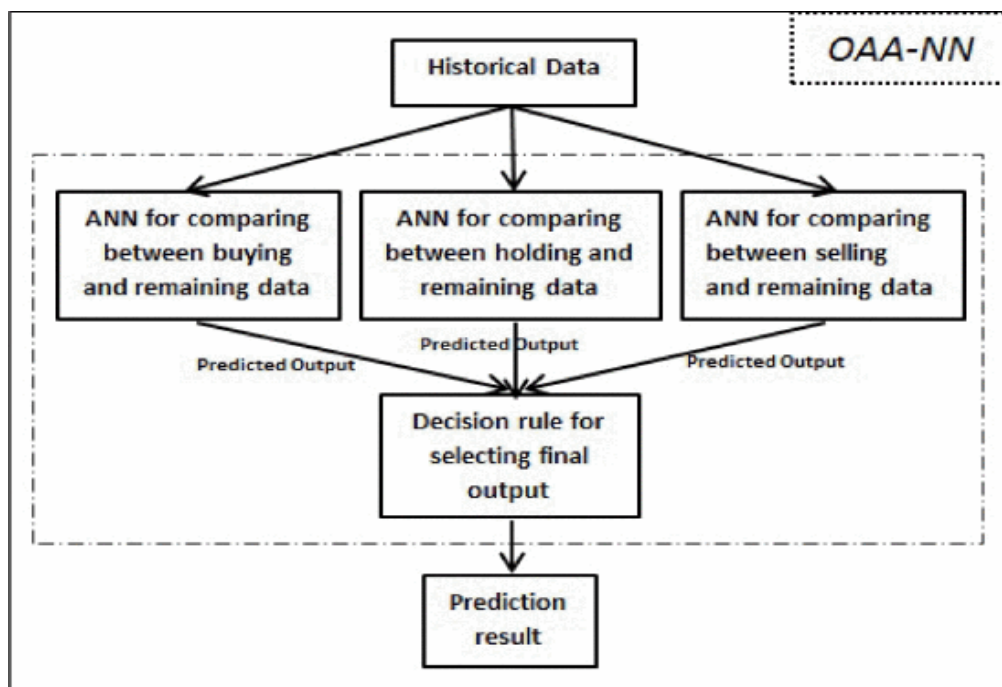 OAA-NN
Historical Data
ANN for comparing
between buying
and remaining data
ANN for comparing
between holding and
remaining data
ANN for comparing
between selling
and remaining data
Predicted Output
Predicted Output
Predicted Output
Decision rule for
selecting final
output
Prediction
result